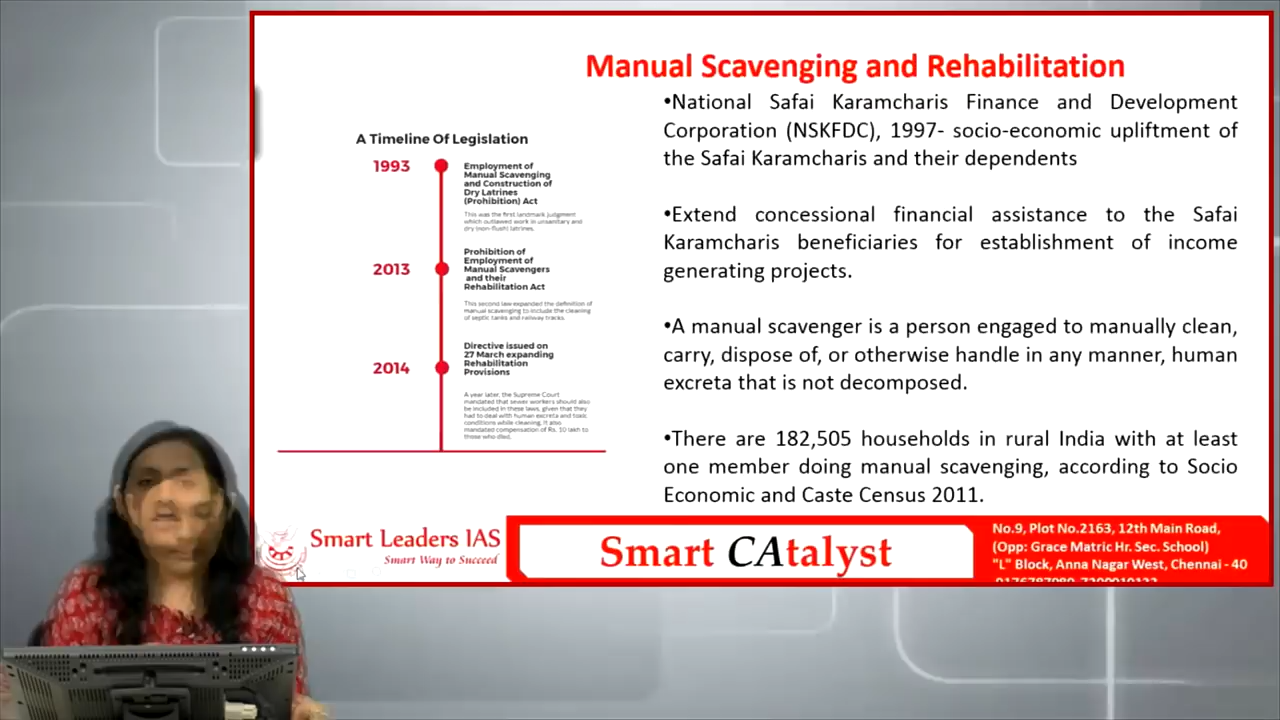 Manual Scavenging and Rehabilitation
A Timeline Of Legislation
1993
Employment of
Manual Scavenging
and Construction of
Dry Latrines
(Prohibition) Act
This was the first landmark judgment
which outlawed work in unsanitary and
dry (non-flush) latrines.
2013
Prohibition of
Employment of
Manual Scavengers
and their
Rehabilitation Act
This second law expanded the definition of
manual scavenging to include the cleaning
of septic tanks and railway tracks.
2014
Directive issued on
27 March expanding
Rehabilitation
Provisions
A year later, the Supreme Court
mandated that sewer workers should also
be included in these laws, given that they
had to deal with human excreta and toxic
conditions while cleaning. It also
mandated compensation of Rs. 10 lakh to
those who died.
•National Safai Karamcharis Finance and Development
Corporation (NSKFDC), 1997- socio-economic upliftment of
the Safai Karamcharis and their dependents
•Extend concessional financial assistance to the Safai
Karamcharis beneficiaries for establishment of income
generating projects.
•A manual scavenger is a person engaged to manually clean,
carry, dispose of, or otherwise handle in any manner, human
excreta that is not decomposed.
•There are 182,505 households in rural India with at least
one member doing manual scavenging, according to Socio
Economic and Caste Census 2011.
Smart Leaders IAS
Smart Way to Succeed
Smart CAtalyst
No.9, Plot No.2163, 12th Main Road,
(Opp: Grace Matric Hr. Sec. School)
"L" Block, Anna Nagar West, Chennai - 40